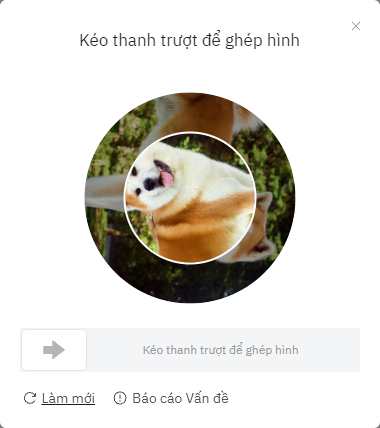 Kéo thanh trượt để ghép hình
Kéo thanh trượt để ghép hình
Làm mới
Báo cáo Vấn đề